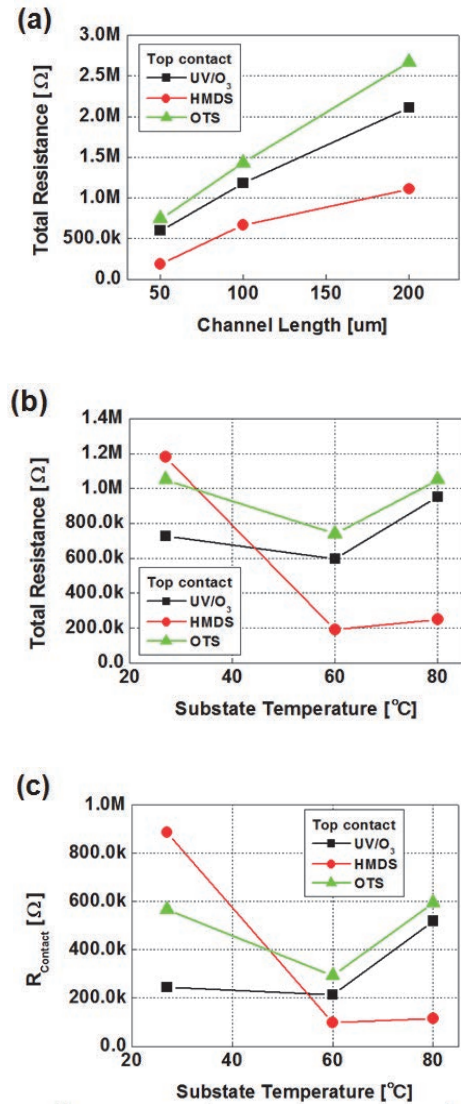 (a)
3.0M
2.5M
2.0M
1.5M
1.0M
500.0k
0.0
Total Resistance [Ω]
Top contact
UV/O₃
HMDS
OTS
50 100 150 200
Channel Length [um]
(b)
1.4M
1.2M
1.0M
800.0k
600.0k
400.0k
200.0k
0.0
Total Resistance [Ω]
Top contact
UV/O₃
HMDS
OTS
20 40 60 80
Substate Temperature [°C]
(c)
1.0M
800.0k
600.0k
400.0k
200.0k
0.0
R_Contact [Ω]
Top contact
UV/O₃
HMDS
OTS
20 40 60 80
Substate Temperature [°C]